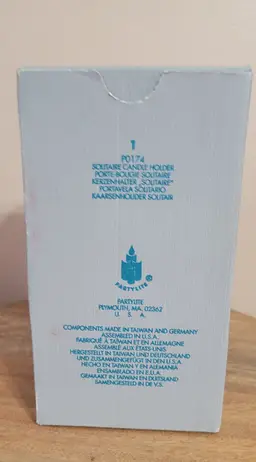 1
P0174
SOLITAIRE CANDLE HOLDER
PORTE-BOUGIE SOLITAIRE
KERZENHALTER „SOLITAIRE“
PORTAVELA SOLITARIO
KAARSENHOUDER SOLITAIR
PARTYLITE®
PARTYLITE
PLYMOUTH, MA. 02362
U. S. A.
COMPONENTS MADE IN TAIWAN AND GERMANY
ASSEMBLED IN U.S.A.
FABRIQUÉ À TAIWAN ET EN ALLEMAGNE
ASSEMBLÉ AUX ÉTATS-UNIS
HERGESTELLT IN TAIWAN UND DEUTSCHLAND
UND ZUSAMMENGEFÜGT IN DEN U.S.A.
HECHO EN TAIWAN Y EN ALEMANIA
ENSAMBLADO EN E.U.A.
GEMAAKT IN TAIWAN EN DUITSLAND
SAMENGESTELD IN DE V.S.